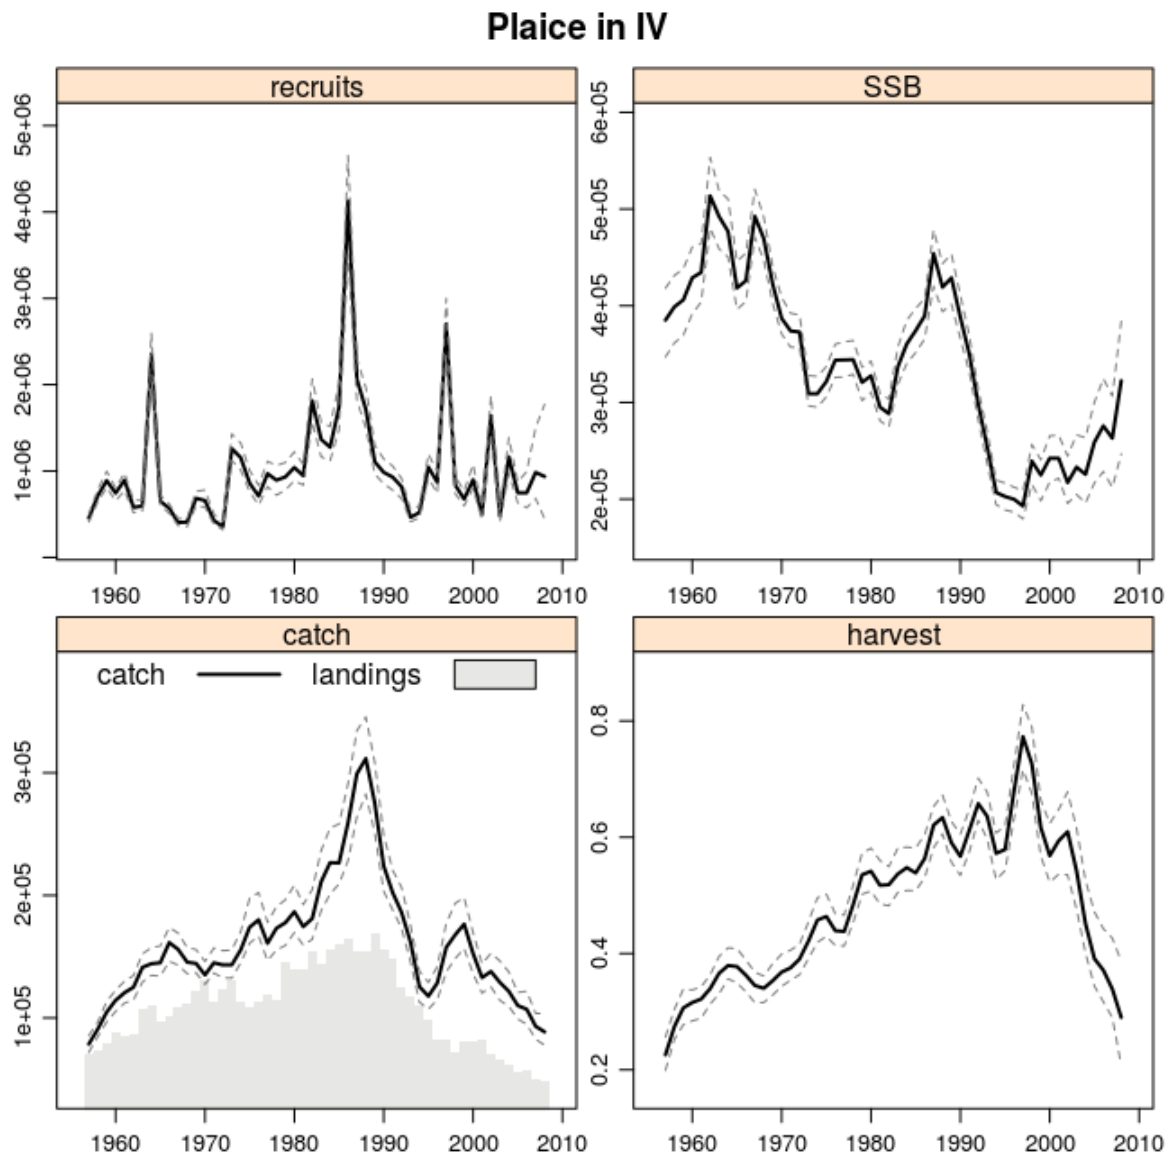 Plaice in IV
recruits
5e+06
4e+06
3e+06
2e+06
1e+06
1960 1970 1980 1990 2000 2010
SSB
6e+05
5e+05
4e+05
3e+05
2e+05
1960 1970 1980 1990 2000 2010
catch
catch landings
3e+05
2e+05
1e+05
1960 1970 1980 1990 2000 2010
harvest
0.8
0.6
0.4
0.2
1960 1970 1980 1990 2000 2010